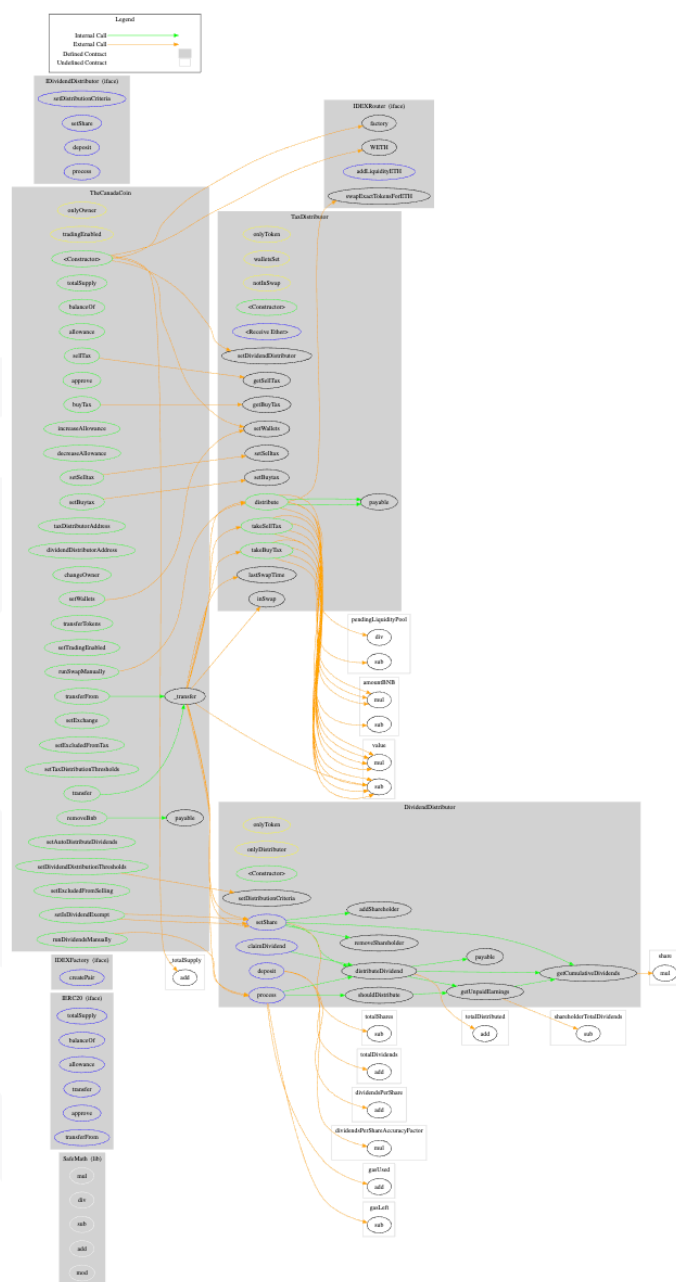 Legend
Internal Call
External Call
Defined Contract
Undefined Contract
IDividendDistributor (iface)
setDistributionCriteria
setShare
deposit
process
IDEXRouter (iface)
factory
WETH
addLiquidityETH
swapExactTokensForETH
TheCanadaCoin
onlyOwner
tradingEnabled
<Constructor>
totalSupply
balanceOf
allowance
sellTax
approve
buyTax
increaseAllowance
decreaseAllowance
setSelltax
setBuytax
taxDistributorAddress
dividendDistributorAddress
changeOwner
setWallets
transferTokens
setTradingEnabled
runSwapManually
transferFrom
setExchange
setExcludedFromTax
setTaxDistributionThresholds
transfer
removeBnb
setAutoDistributeDividends
setDividendDistributionThresholds
setExcludedFromSelling
setIsDividendExempt
runDividendsManually
_transfer
payable
TaxDistributor
onlyToken
walletsSet
notInSwap
<Constructor>
<Receive Ether>
setDividendDistributor
getSellTax
getBuyTax
setWallets
setSelltax
setBuytax
distribute
takeSellTax
takeBuyTax
lastSwapTime
inSwap
payable
pendingLiquidityPool
div
sub
amountBNB
mul
sub
value
mul
sub
DividendDistributor
onlyToken
onlyDistributor
<Constructor>
setDistributionCriteria
setShare
claimDividend
deposit
process
addShareholder
removeShareholder
distributeDividend
shouldDistribute
payable
getUnpaidEarnings
getCumulativeDividends
share
mul
_totalSupply
add
totalShares
sub
totalDistributed
add
shareholderTotalDividends
sub
totalDividends
add
dividendsPerShare
add
dividendsPerShareAccuracyFactor
mul
gasUsed
add
gasLeft
sub
IDEXFactory (iface)
createPair
IERC20 (iface)
totalSupply
balanceOf
allowance
transfer
approve
transferFrom
SafeMath (lib)
mul
div
sub
add
mod